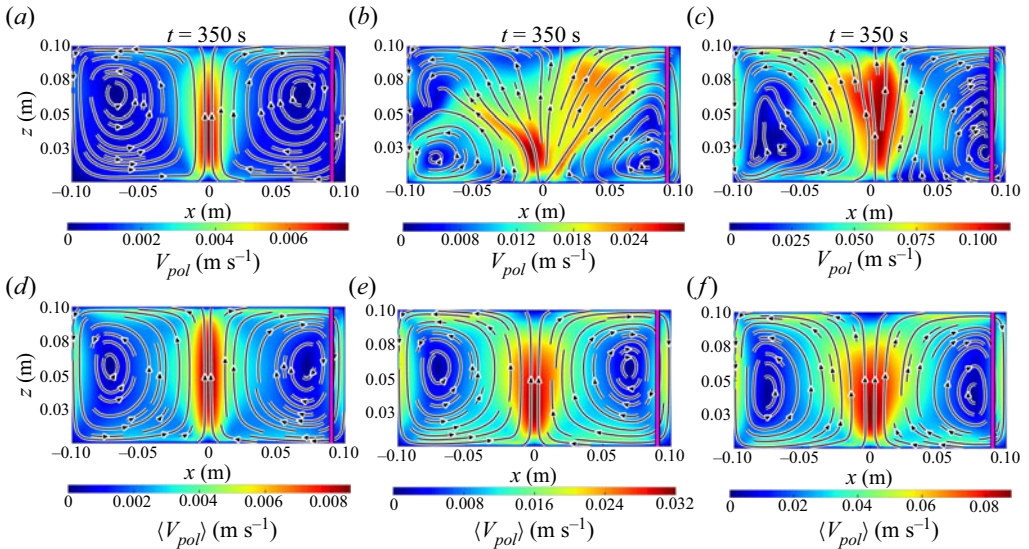 (a) (b) (c)
t = 350 s t = 350 s t = 350 s
0.10 0.10 0.10
0.08 0.08 0.08
z (m) 0.05 0.05 0.05
0.03 0.03 0.03
–0.10 –0.05 0 0.05 0.10 –0.10 –0.05 0 0.05 0.10 –0.10 –0.05 0 0.05 0.10
x (m) x (m) x (m)
0 0.002 0.004 0.006 0 0.008 0.012 0.018 0.024 0 0.025 0.050 0.075 0.100
V_pol (m s⁻¹) V_pol (m s⁻¹) V_pol (m s⁻¹)
(d) (e) (f)
0.10 0.10 0.10
0.08 0.08 0.08
z (m) 0.05 0.05 0.05
0.03 0.03 0.03
–0.10 –0.05 0 0.05 0.10 –0.10 –0.05 0 0.05 0.10 –0.10 –0.05 0 0.05 0.10
x (m) x (m) x (m)
0 0.002 0.004 0.006 0.008 0 0.008 0.016 0.024 0.032 0 0.02 0.04 0.06 0.08
⟨V_pol⟩ (m s⁻¹) ⟨V_pol⟩ (m s⁻¹) ⟨V_pol⟩ (m s⁻¹)